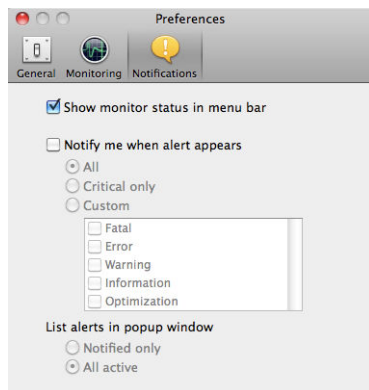 Preferences
General Monitoring Notifications
Show monitor status in menu bar
Notify me when alert appears
All
Critical only
Custom
Fatal
Error
Warning
Information
Optimization
List alerts in popup window
Notified only
All active